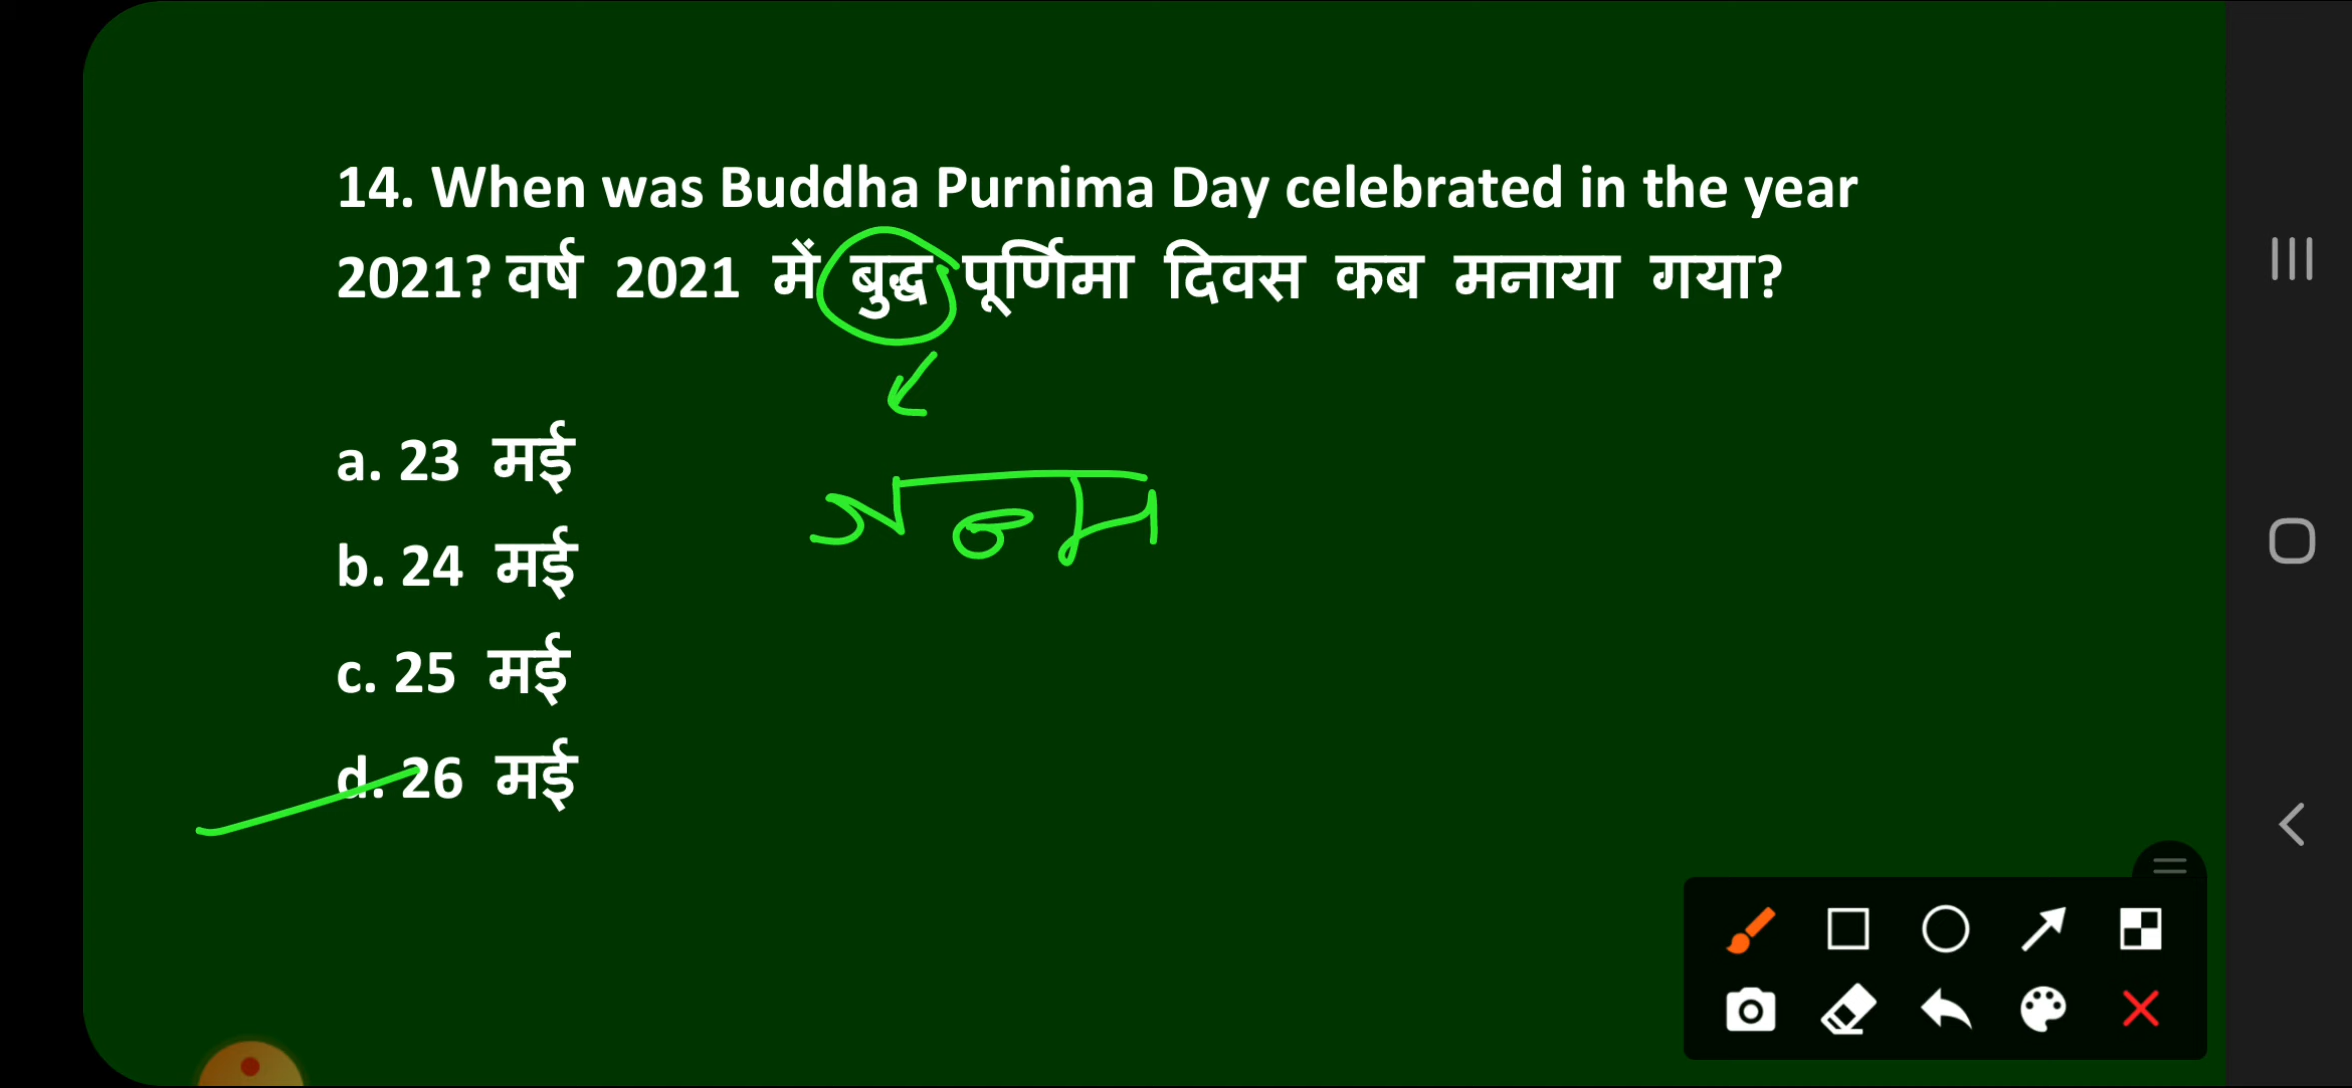 14. When was Buddha Purnima Day celebrated in the year
2021? वर्ष 2021 में बुद्ध पूर्णिमा दिवस कब मनाया गया?
a. 23 मई
जन्म
b. 24 मई
c. 25 मई
d. 26 मई